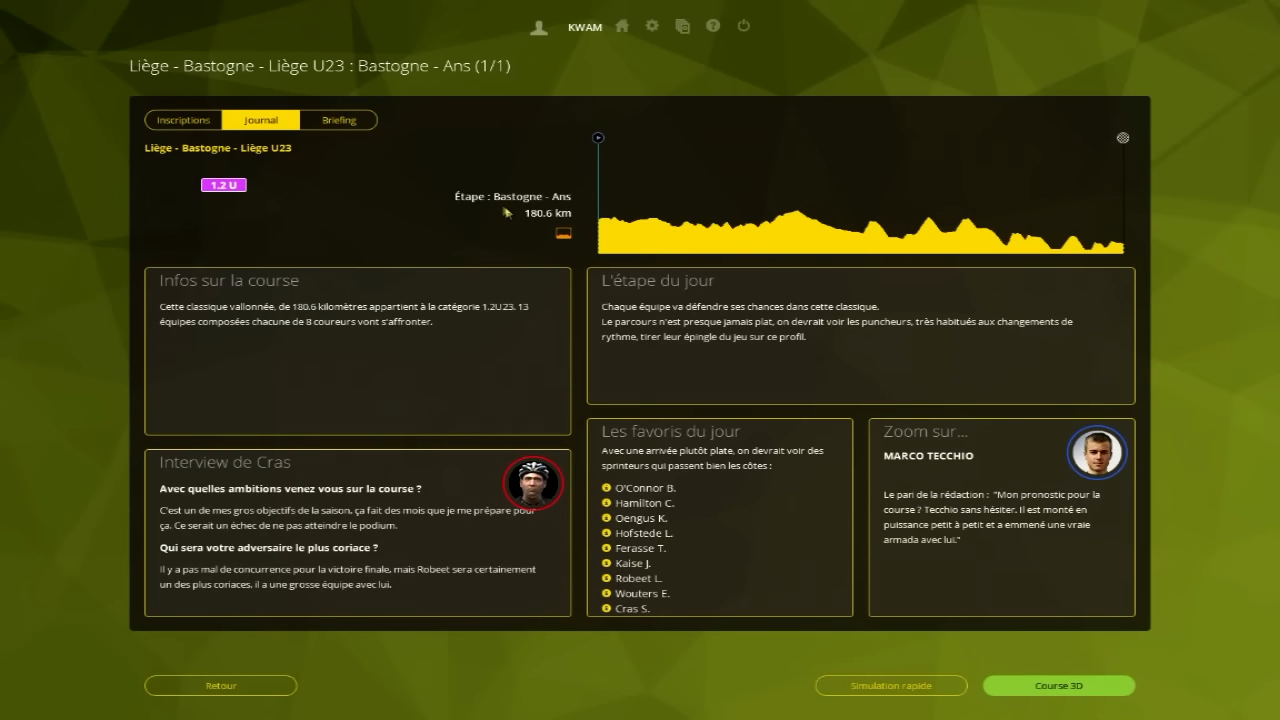 KWAM
Liège - Bastogne - Liège U23 : Bastogne - Ans (1/1)
Inscriptions
Journal
Briefing
Liège - Bastogne - Liège U23
1.2 U
Étape : Bastogne - Ans
180.6 km
Infos sur la course
Cette classique vallonnée, de 180.6 kilomètres appartient à la catégorie 1.2U23. 13
équipes composées chacune de 8 coureurs vont s'affronter.
L'étape du jour
Chaque équipe va défendre ses chances dans cette classique.
Le parcours n'est presque jamais plat, on devrait voir les puncheurs, très habitués aux changements de
rythme, tirer leur épingle du jeu sur ce profil.
Interview de Cras
Avec quelles ambitions venez vous sur la course ?
C'est un de mes gros objectifs de la saison, ça fait des mois que je me prépare pour
ça. Ce serait un échec de ne pas atteindre le podium.
Qui sera votre adversaire le plus coriace ?
Il y a pas mal de concurrence pour la victoire finale, mais Robeet sera certainement
un des plus coriaces, il a une grosse équipe avec lui.
Les favoris du jour
Avec une arrivée plutôt plate, on devrait voir des
sprinteurs qui passent bien les côtes :
O'Connor B.
Hamilton C.
Oengus K.
Hofstede L.
Ferasse T.
Kaise J.
Robeet L.
Wouters E.
Cras S.
Zoom sur...
MARCO TECCHIO
Le pari de la rédaction : "Mon pronostic pour la
course ? Tecchio sans hésiter. Il est monté en
puissance petit à petit et a emmené une vraie
armada avec lui."
Retour
Simulation rapide
Course 3D